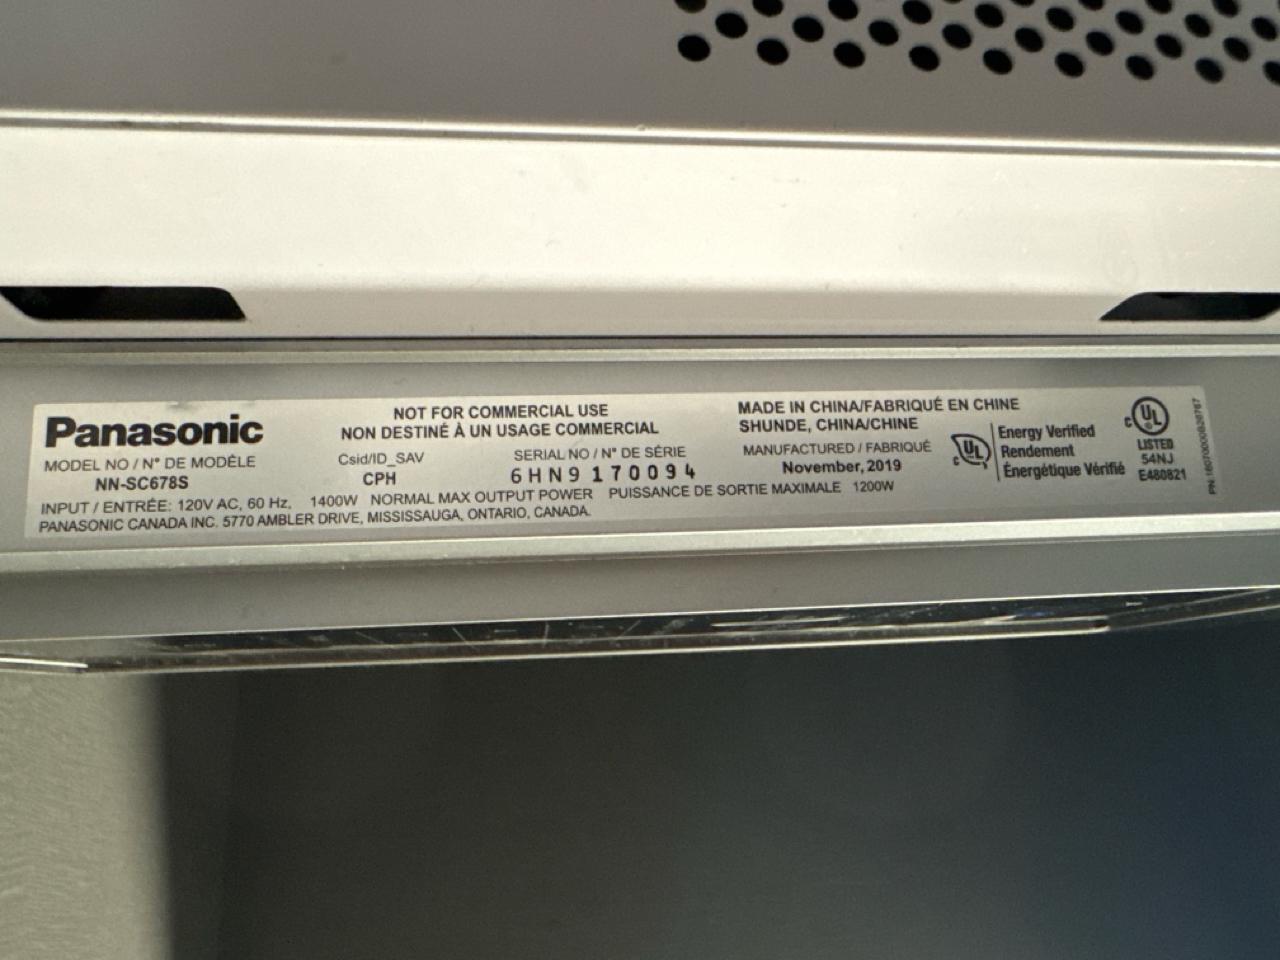 Panasonic
MODEL NO / N° DE MODÈLE
NN-SC678S
NOT FOR COMMERCIAL USE
NON DESTINÉ À UN USAGE COMMERCIAL
Csid/ID_SAV
CPH
SERIAL NO / N° DE SÉRIE
6HN9170094
MADE IN CHINA/FABRIQUÉ EN CHINE
SHUNDE, CHINA/CHINE
MANUFACTURED / FABRIQUÉ
November, 2019
c UL
Energy Verified
Rendement
Énergétique Vérifié
c UL
LISTED
54NJ
E480821
INPUT / ENTRÉE: 120V AC, 60 Hz, 1400W NORMAL MAX OUTPUT POWER PUISSANCE DE SORTIE MAXIMALE 1200W
PANASONIC CANADA INC. 5770 AMBLER DRIVE, MISSISSAUGA, ONTARIO, CANADA.
PN: